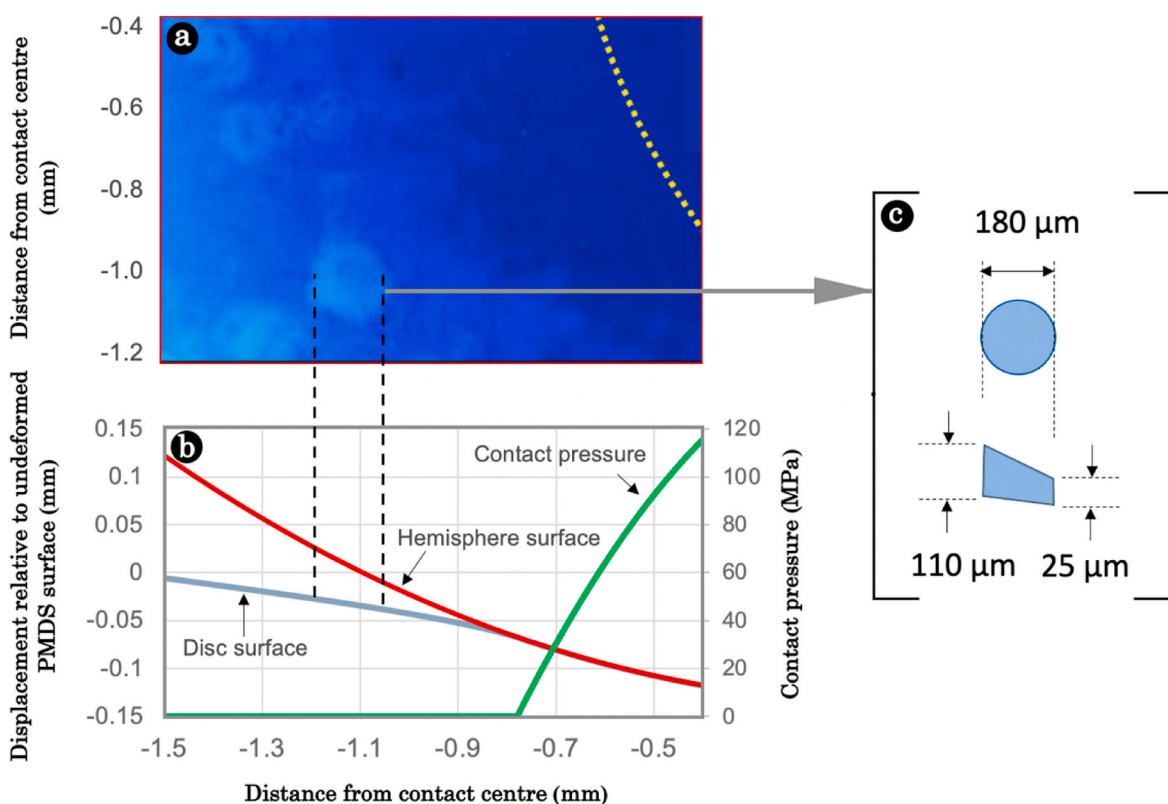 Distance from contact centre
(mm)
-0.4
-0.6
-0.8
-1.0
-1.2
a
c
180 µm
110 µm
25 µm
Displacement relative to undeformed
PMDS surface (mm)
0.15
0.1
0.05
0
-0.05
-0.1
-0.15
b
Contact pressure
Hemisphere surface
Disc surface
120
100
80
60
40
20
0
Contact pressure (MPa)
-1.5
-1.3
-1.1
-0.9
-0.7
-0.5
Distance from contact centre (mm)